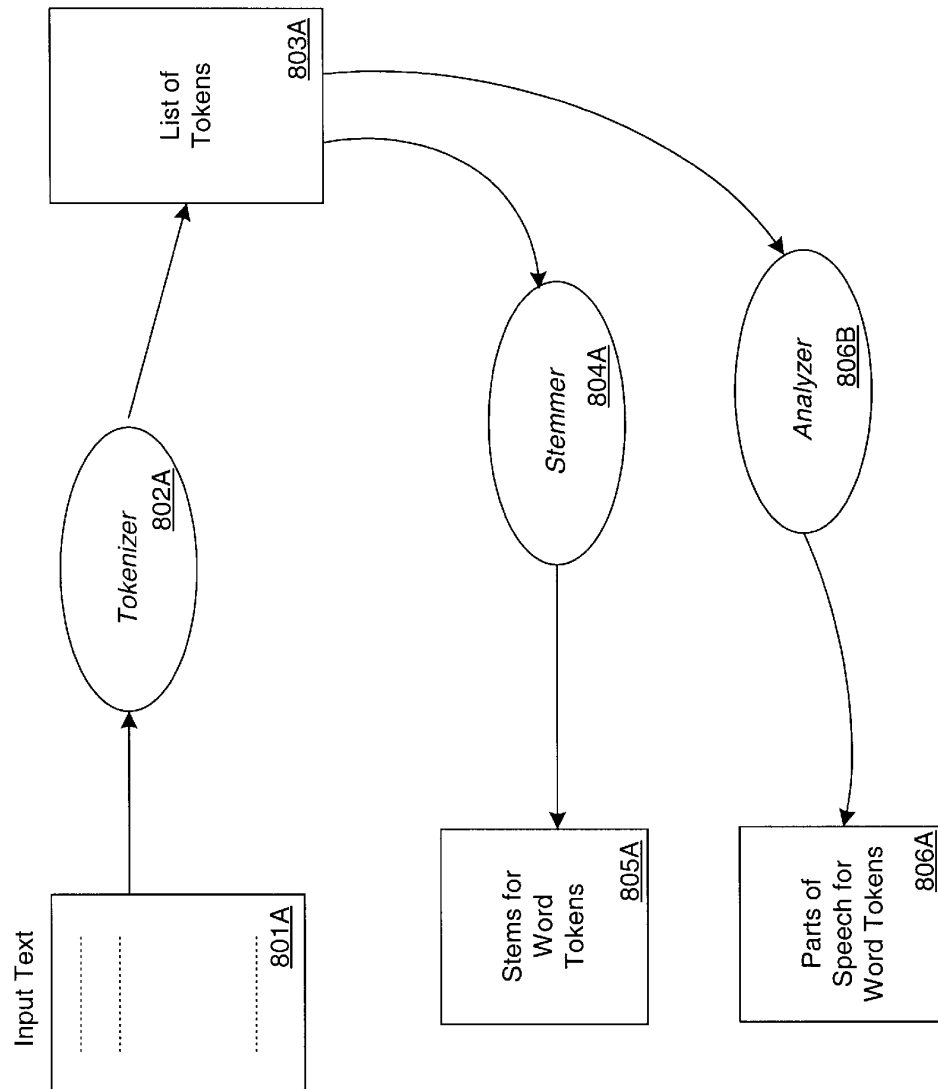 Input Text
801A
Tokenizer
802A
List of
Tokens
803A
Stemmer
804A
Stems for
Word
Tokens
805A
Analyzer
806B
Parts of
Speech for
Word Tokens
806A